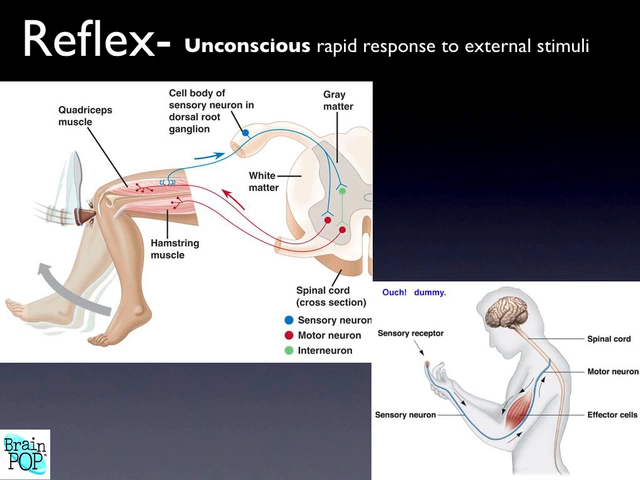 Reflex- Unconscious rapid response to external stimuli
Quadriceps
muscle
Cell body of
sensory neuron in
dorsal root
ganglion
Gray
matter
White
matter
Hamstring
muscle
Spinal cord
(cross section)
Sensory neuron
Motor neuron
Interneuron
Ouch! dummy.
Sensory receptor
Spinal cord
Motor neuron
Sensory neuron
Effector cells
Brain
POP